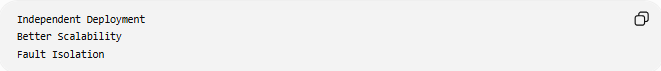 Independent Deployment
Better Scalability
Fault Isolation